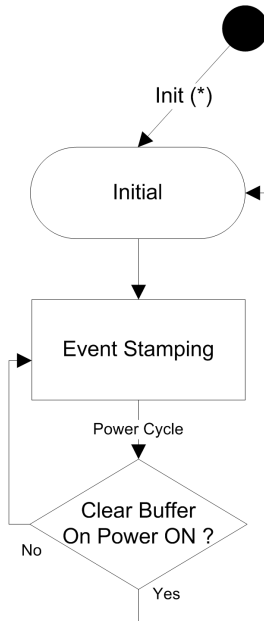 Init (*)
Initial
Event Stamping
Power Cycle
Clear Buffer
On Power ON ?
No
Yes